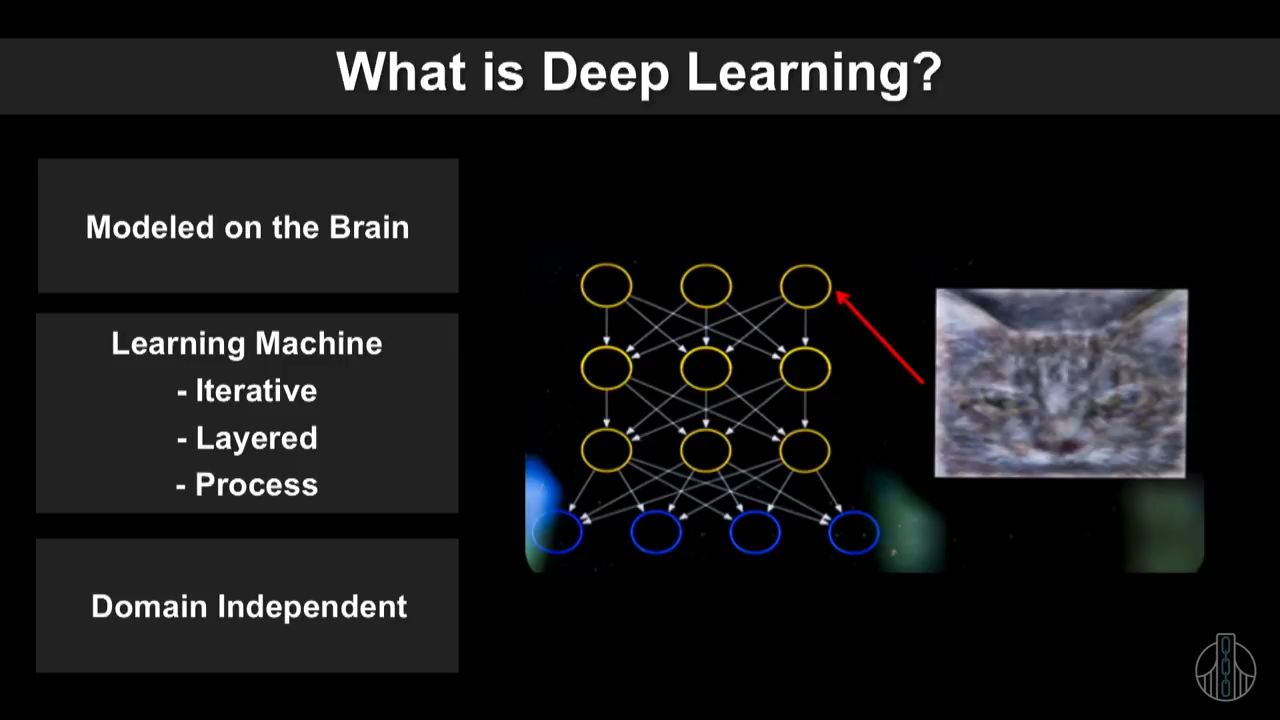 What is Deep Learning?
Modeled on the Brain
Learning Machine
- Iterative
- Layered
- Process
Domain Independent